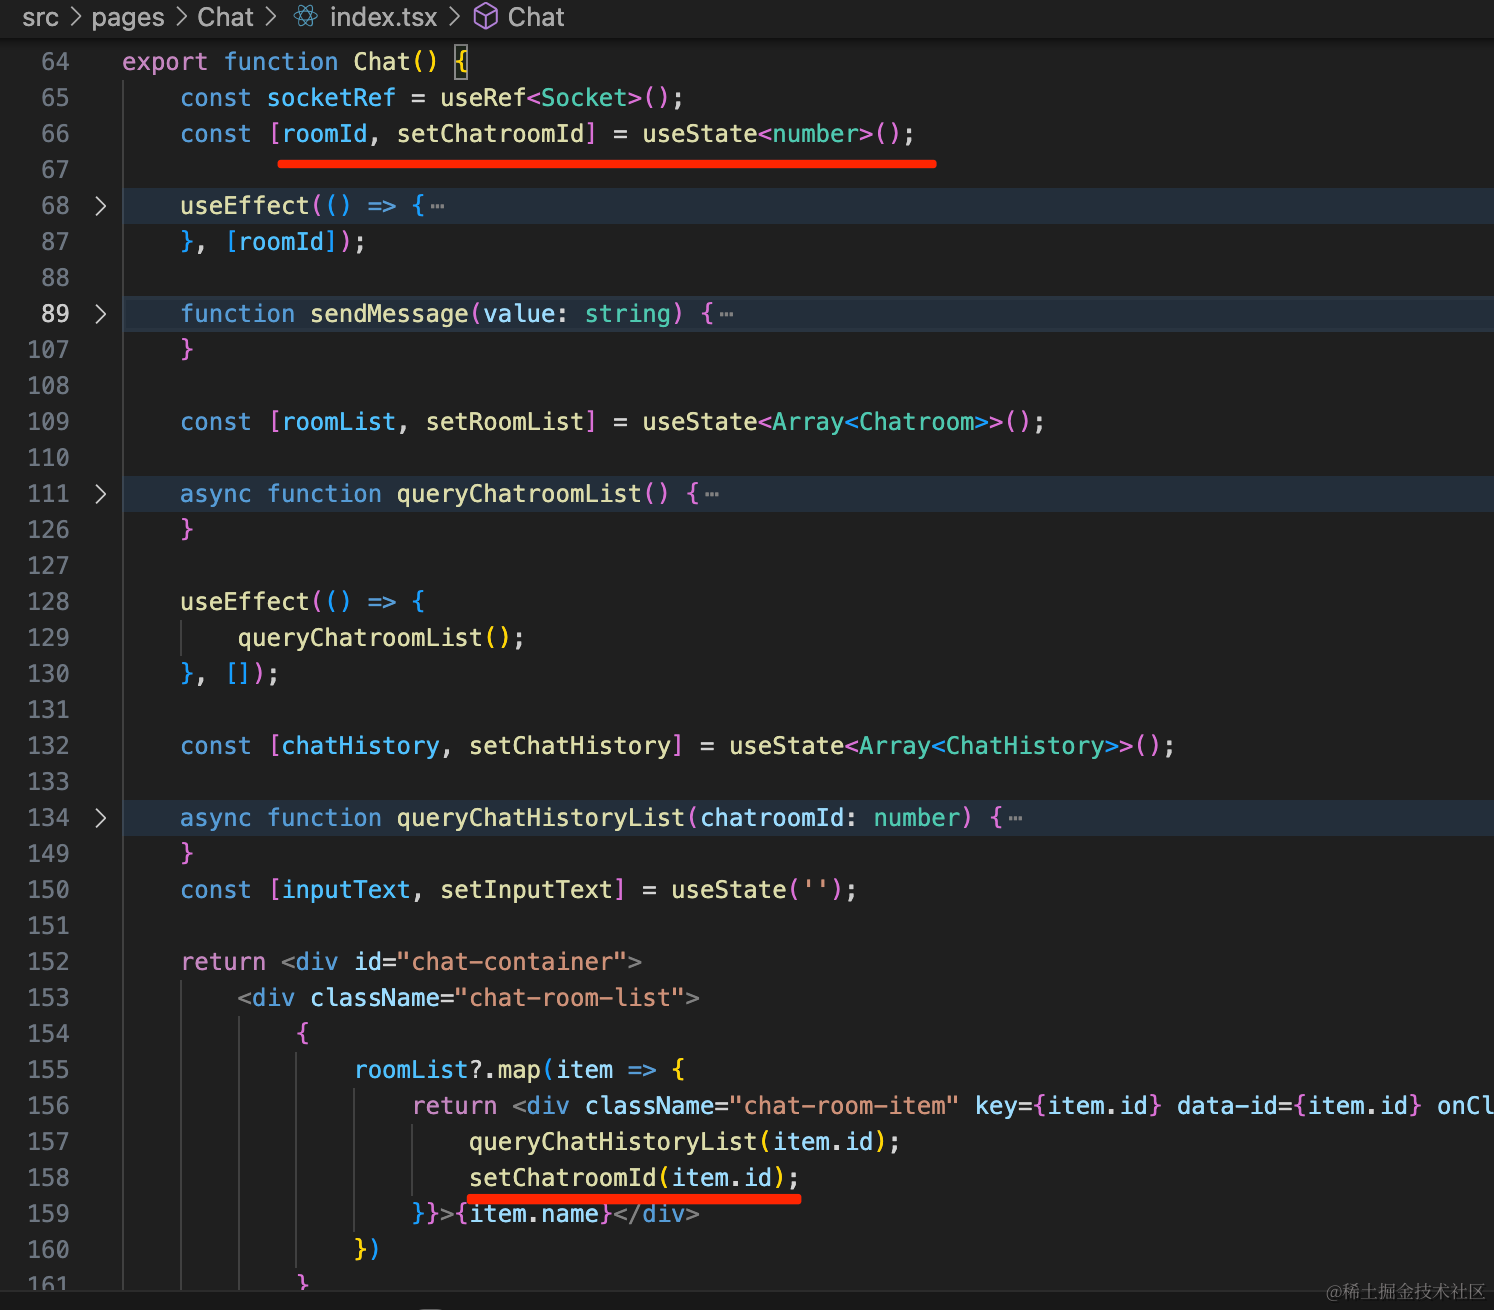 src > pages > Chat > index.tsx > Chat
64 export function Chat() {
65 const socketRef = useRef<Socket>();
66 const [roomId, setChatroomId] = useState<number>();
67
68 useEffect(() => {…
87 }, [roomId]);
88
89 function sendMessage(value: string) {…
107 }
108
109 const [roomList, setRoomList] = useState<Array<Chatroom>>();
110
111 async function queryChatroomList() {…
126 }
127
128 useEffect(() => {
129 queryChatroomList();
130 }, []);
131
132 const [chatHistory, setChatHistory] = useState<Array<ChatHistory>>();
133
134 async function queryChatHistoryList(chatroomId: number) {…
149 }
150 const [inputText, setInputText] = useState('');
151
152 return <div id="chat-container">
153 <div className="chat-room-list">
154 {
155 roomList?.map(item => {
156 return <div className="chat-room-item" key={item.id} data-id={item.id} onCl
157 queryChatHistoryList(item.id);
158 setChatroomId(item.id);
159 }}>{item.name}</div>
160 })
161 }
@稀土掘金技术社区